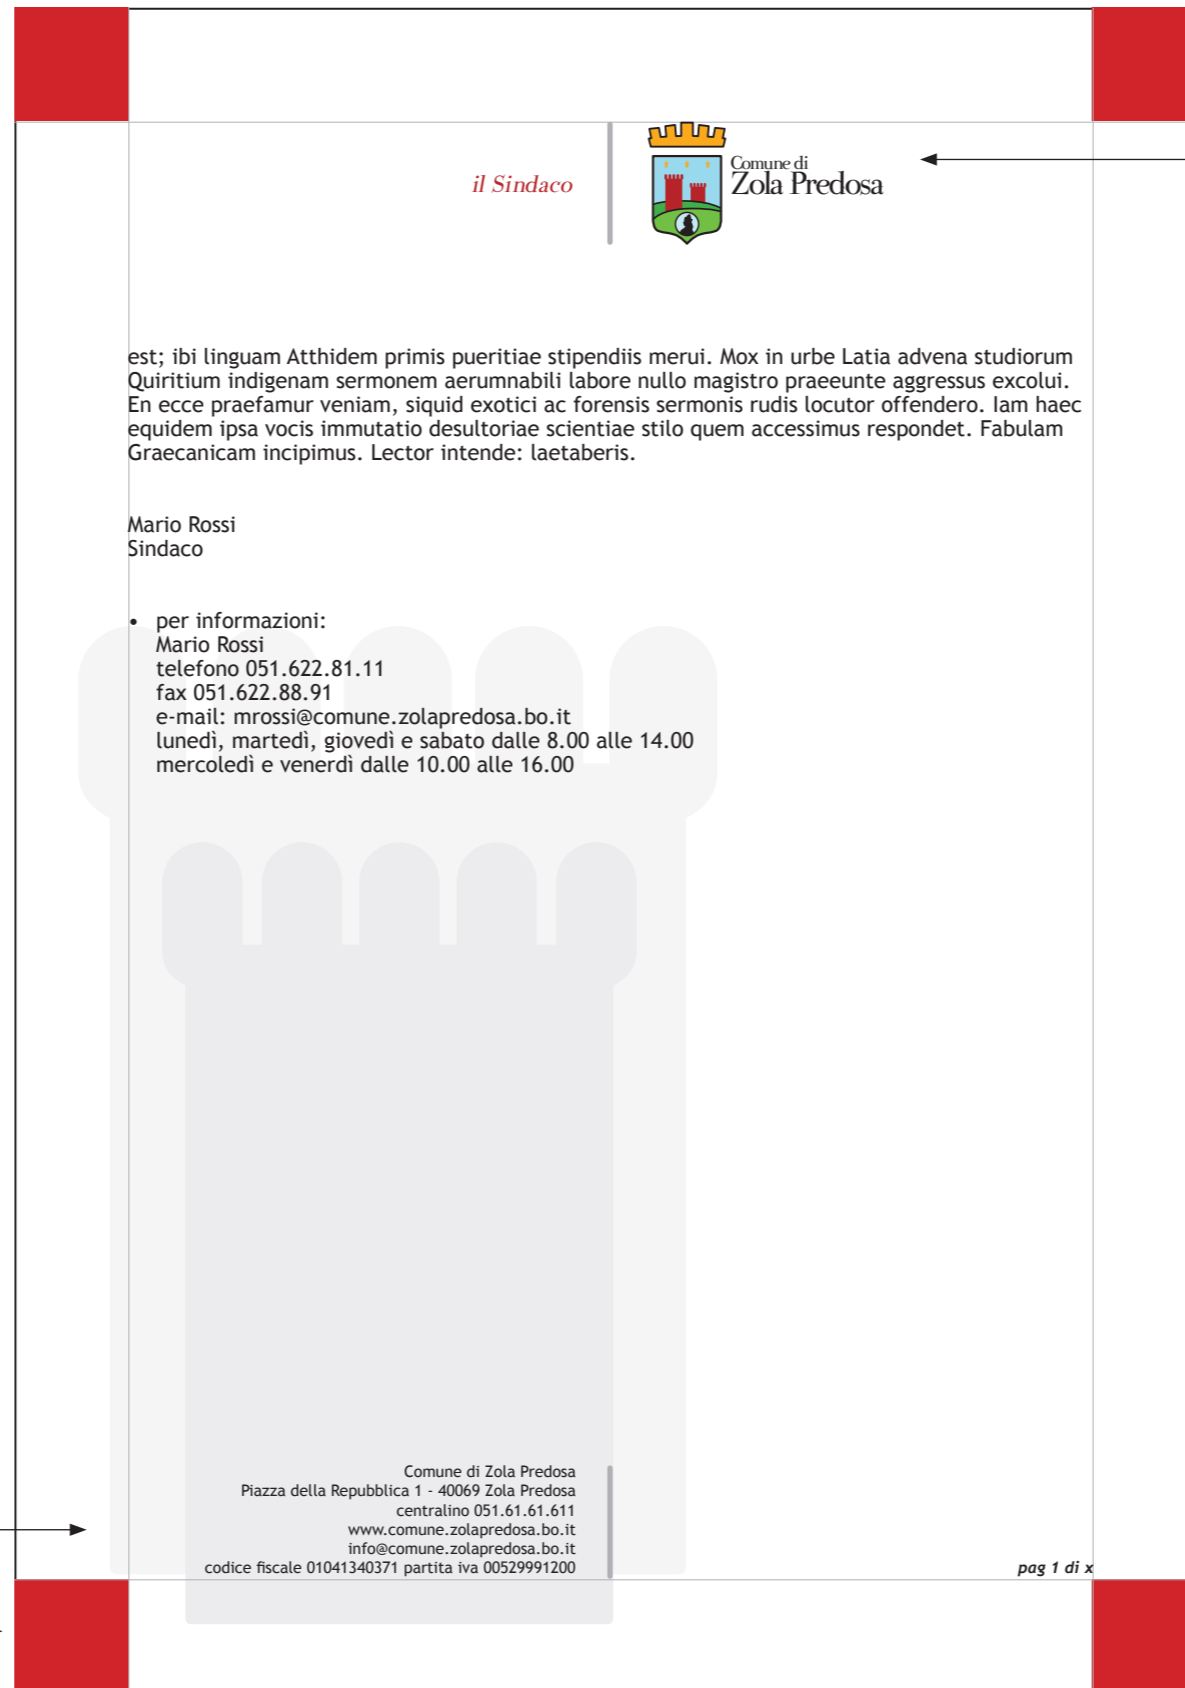 il Sindaco
Comune di
Zola Predosa
est; ibi linguam Atthidem primis pueritiae stipendiis merui. Mox in urbe Latia advena studiorum
Quiritium indigenam sermonem aerumnabili labore nullo magistro praeeunte aggressus excolui.
En ecce praefamur veniam, siquid exotici ac forensis sermonis rudis locutor offendero. Iam haec
equidem ipsa vocis immutatio desultoriae scientiae stilo quem accessimus respondet. Fabulam
Graecanicam incipimus. Lector intende: laetaberis.
Mario Rossi
Sindaco
• per informazioni:
Mario Rossi
telefono 051.622.81.11
fax 051.622.88.91
e-mail: mrossi@comune.zolapredosa.bo.it
lunedì, martedì, giovedì e sabato dalle 8.00 alle 14.00
mercoledì e venerdì dalle 10.00 alle 16.00
Comune di Zola Predosa
Piazza della Repubblica 1 - 40069 Zola Predosa
centralino 051.61.61.611
www.comune.zolapredosa.bo.it
info@comune.zolapredosa.bo.it
codice fiscale 01041340371 partita iva 00529991200
pag 1 di x